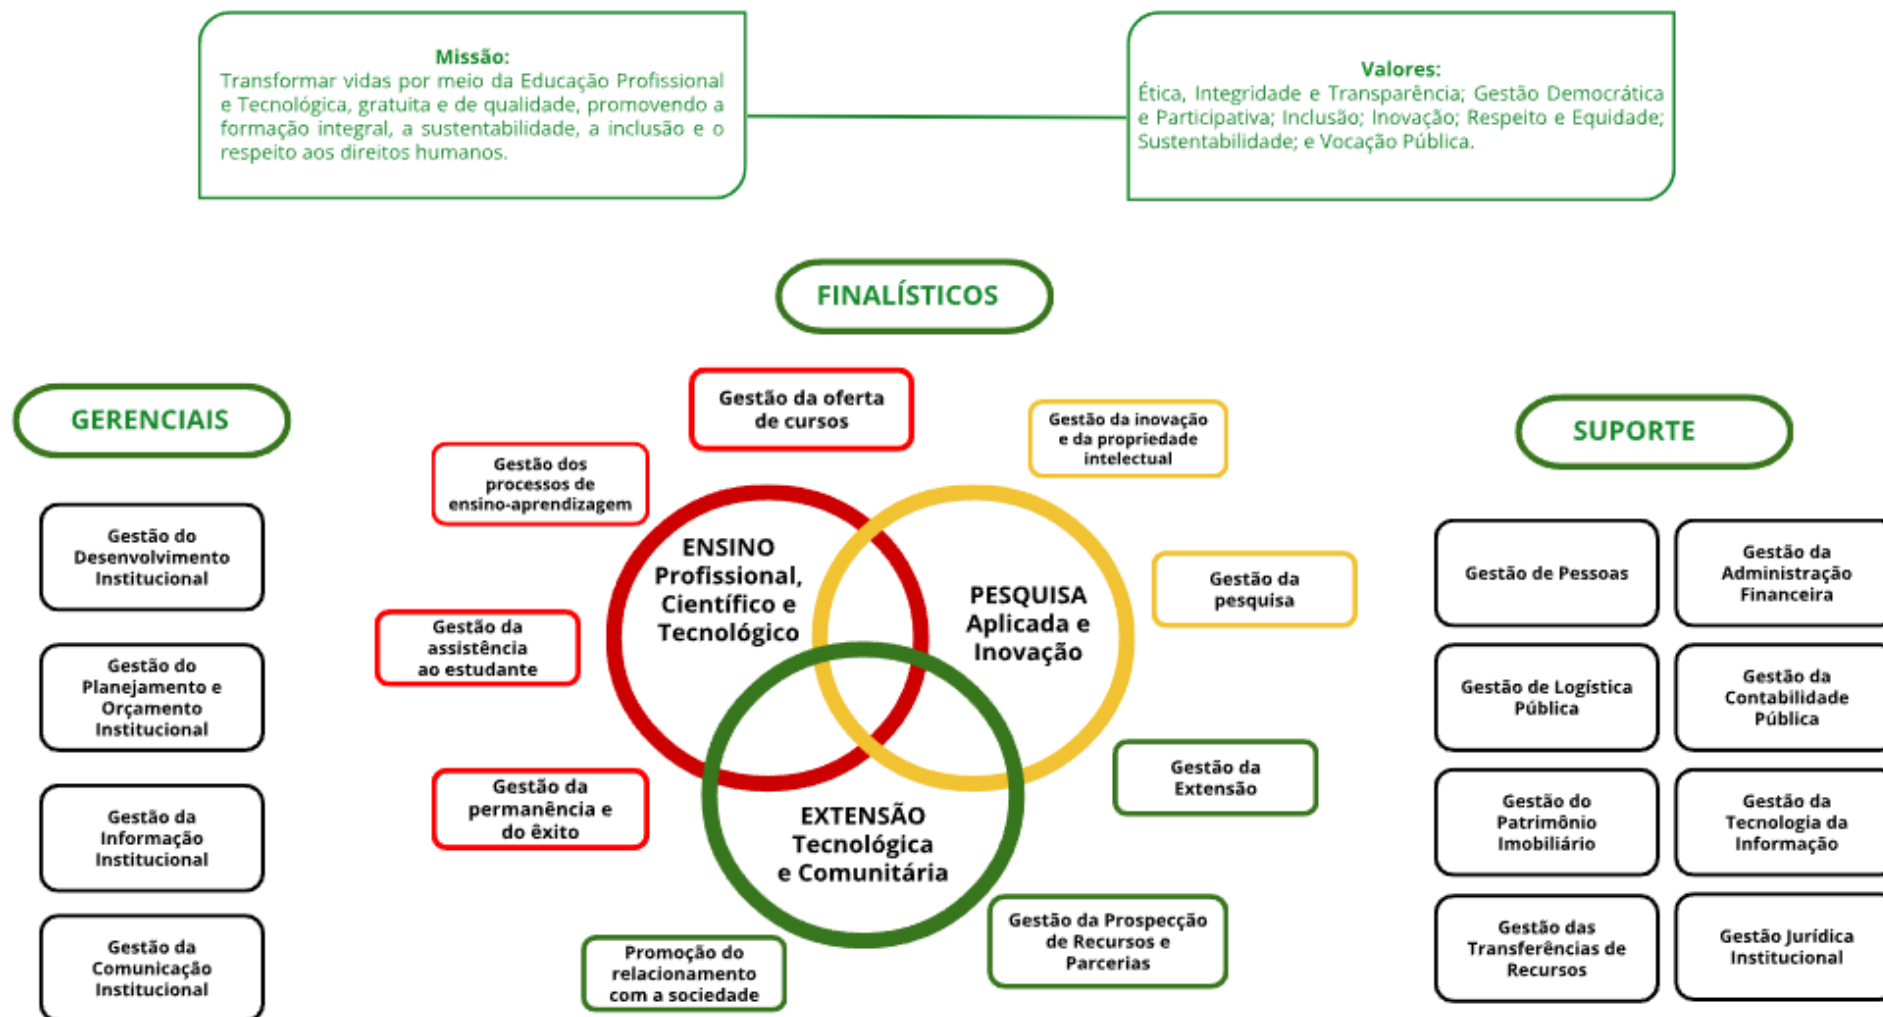 Missão:
Transformar vidas por meio da Educação Profissional
e Tecnológica, gratuita e de qualidade, promovendo a
formação integral, a sustentabilidade, a inclusão e o
respeito aos direitos humanos.
Valores:
Ética, Integridade e Transparência; Gestão Democrática
e Participativa; Inclusão; Inovação; Respeito e Equidade;
Sustentabilidade; e Vocação Pública.
FINALÍSTICOS
GERENCIAIS
Gestão do
Desenvolvimento
Institucional
Gestão do
Planejamento e
Orçamento
Institucional
Gestão da
Informação
Institucional
Gestão da
Comunicação
Institucional
Gestão da oferta
de cursos
Gestão dos
processos de
ensino-aprendizagem
Gestão da
assistência
ao estudante
Gestão da
permanência e
do êxito
ENSINO
Profissional,
Científico e
Tecnológico
PESQUISA
Aplicada e
Inovação
EXTENSÃO
Tecnológica
e Comunitária
Gestão da inovação
e da propriedade
intelectual
Gestão da
pesquisa
Gestão da
Extensão
Gestão da Prospecção
de Recursos e
Parcerias
Promoção do
relacionamento
com a sociedade
SUPORTE
Gestão de Pessoas
Gestão da
Administração
Financeira
Gestão de Logística
Pública
Gestão da
Contabilidade
Pública
Gestão do
Patrimônio
Imobiliário
Gestão da
Tecnologia da
Informação
Gestão das
Transferências de
Recursos
Gestão Jurídica
Institucional